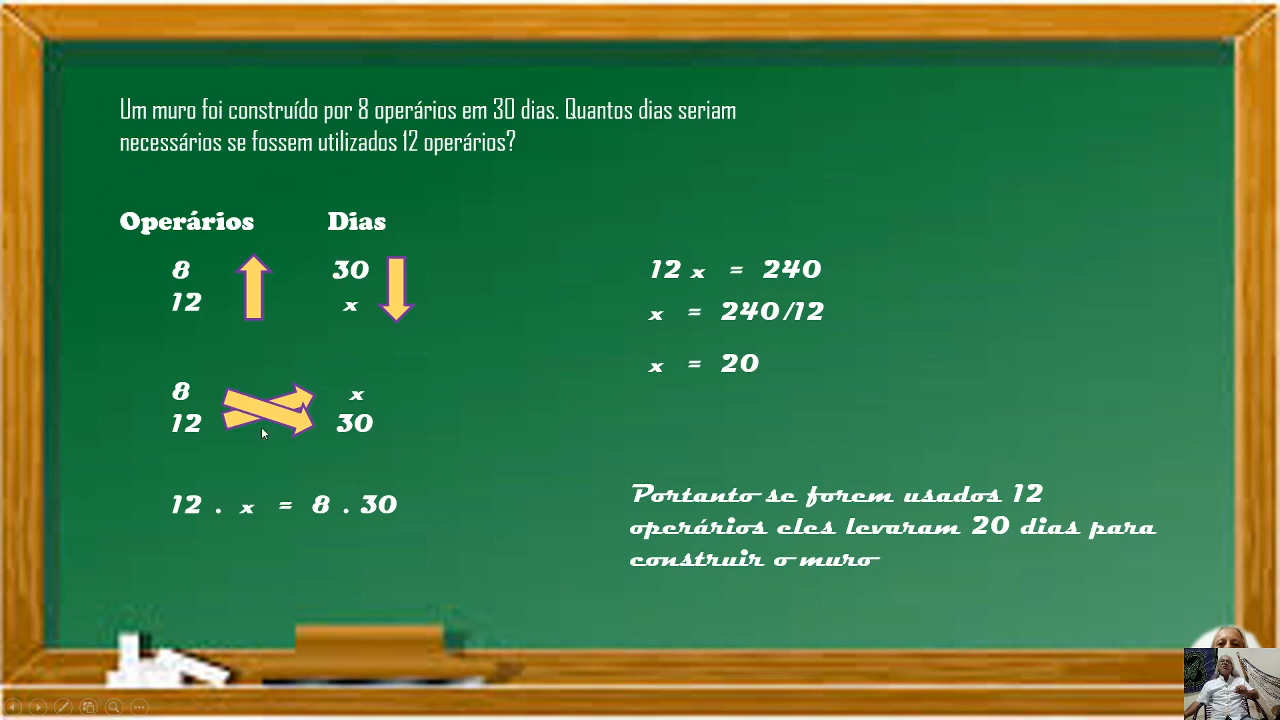 Um muro foi construído por 8 operários em 30 dias. Quantos dias seriam
necessários se fossem utilizados 12 operários?
Operários Dias
8 30
12 x
8 x
12 30
12 . x = 8 . 30
12 x = 240
x = 240/12
x = 20
Portanto se forem usados 12
operários eles levaram 20 dias para
construir o muro